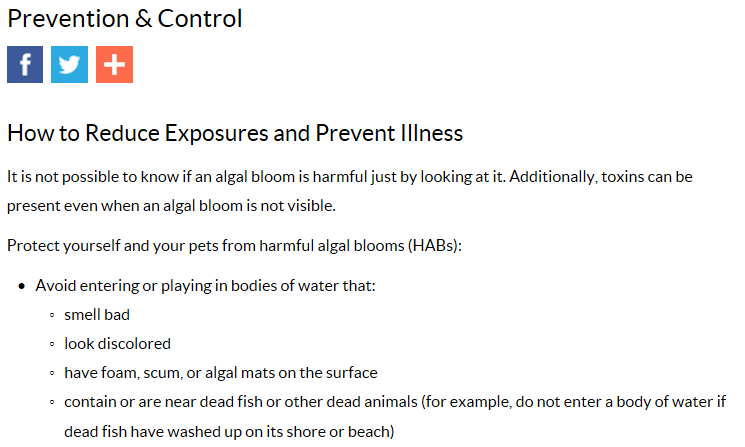 Prevention & Control
How to Reduce Exposures and Prevent Illness
It is not possible to know if an algal bloom is harmful just by looking at it. Additionally, toxins can be
present even when an algal bloom is not visible.
Protect yourself and your pets from harmful algal blooms (HABs):
• Avoid entering or playing in bodies of water that:
◦ smell bad
◦ look discolored
◦ have foam, scum, or algal mats on the surface
◦ contain or are near dead fish or other dead animals (for example, do not enter a body of water if
dead fish have washed up on its shore or beach)